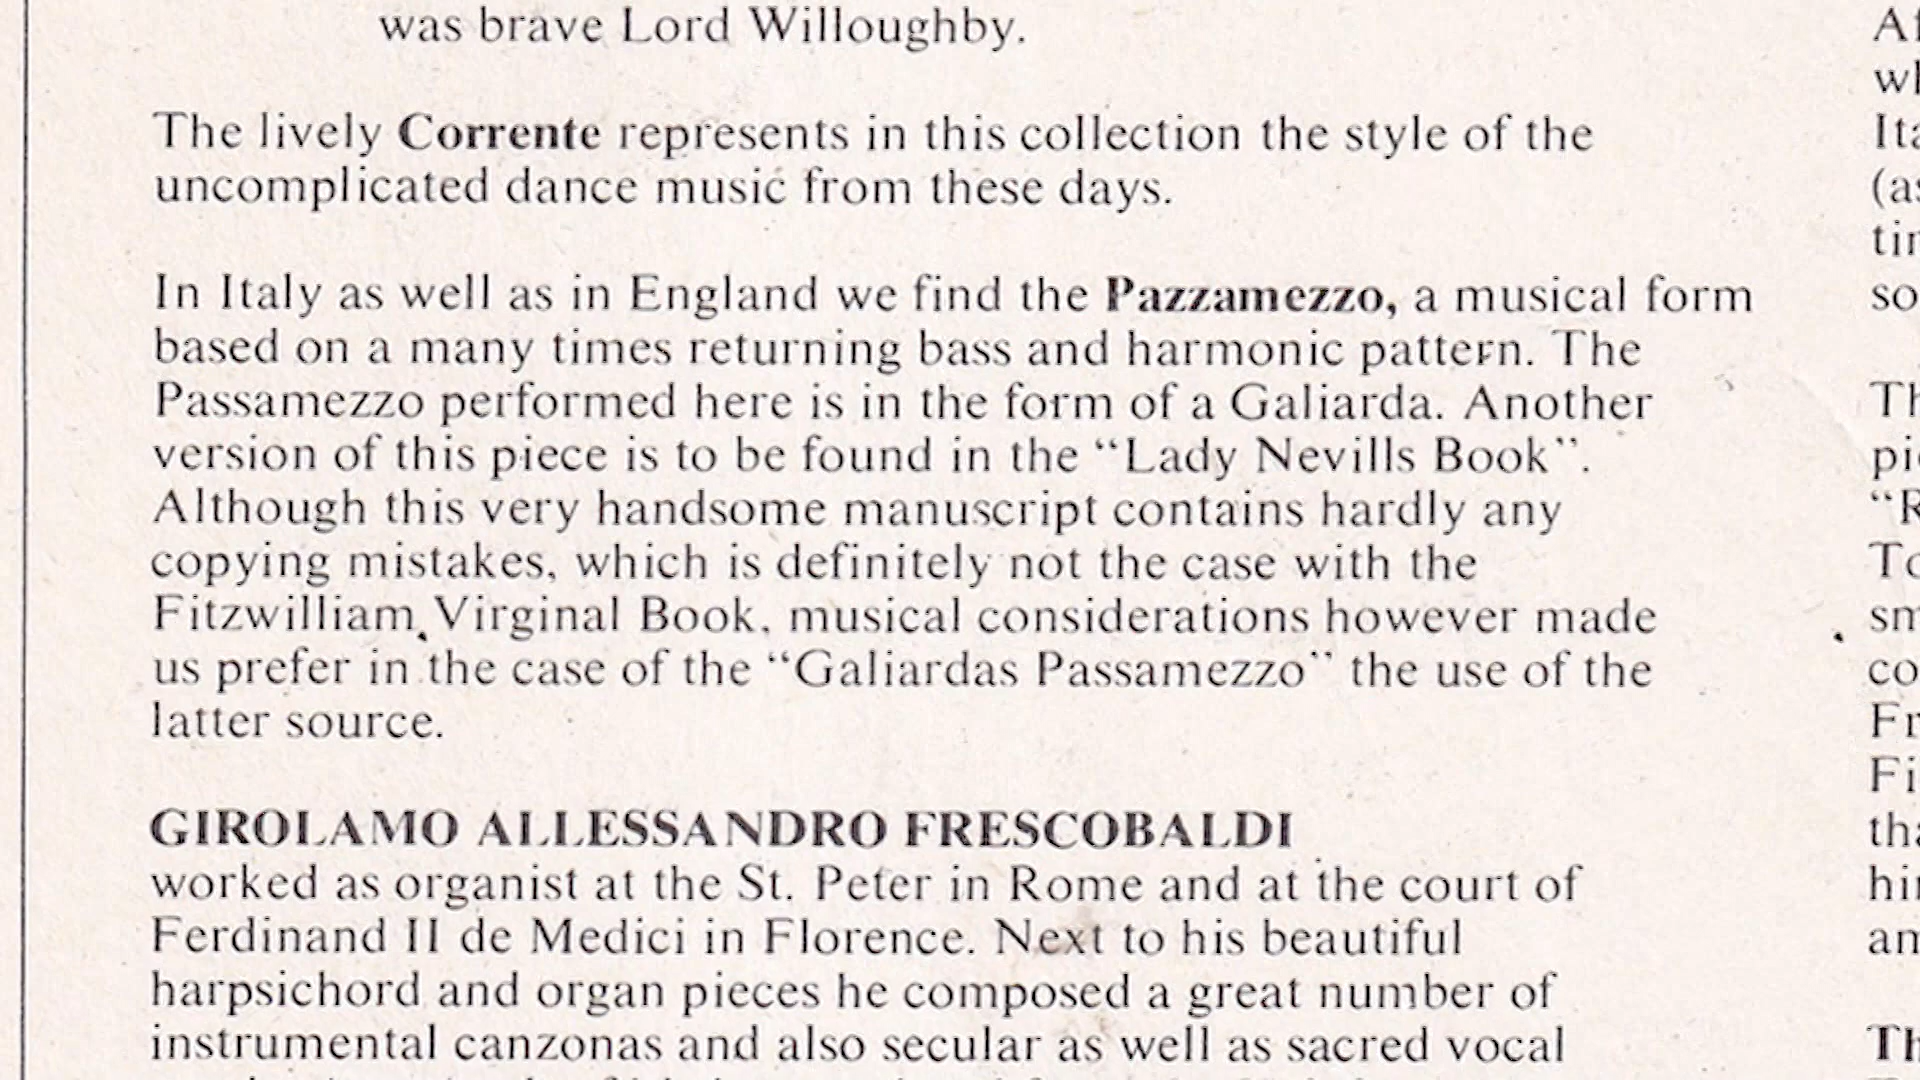 was brave Lord Willoughby.
The lively Corrente represents in this collection the style of the
uncomplicated dance music from these days.
In Italy as well as in England we find the Pazzamezzo, a musical form
based on a many times returning bass and harmonic pattern. The
Passamezzo performed here is in the form of a Galiarda. Another
version of this piece is to be found in the “Lady Nevills Book”.
Although this very handsome manuscript contains hardly any
copying mistakes, which is definitely not the case with the
Fitzwilliam Virginal Book, musical considerations however made
us prefer in the case of the “Galiardas Passamezzo” the use of the
latter source.
GIROLAMO ALLESSANDRO FRESCOBALDI
worked as organist at the St. Peter in Rome and at the court of
Ferdinand II de Medici in Florence. Next to his beautiful
harpsichord and organ pieces he composed a great number of
instrumental canzonas and also secular as well as sacred vocal